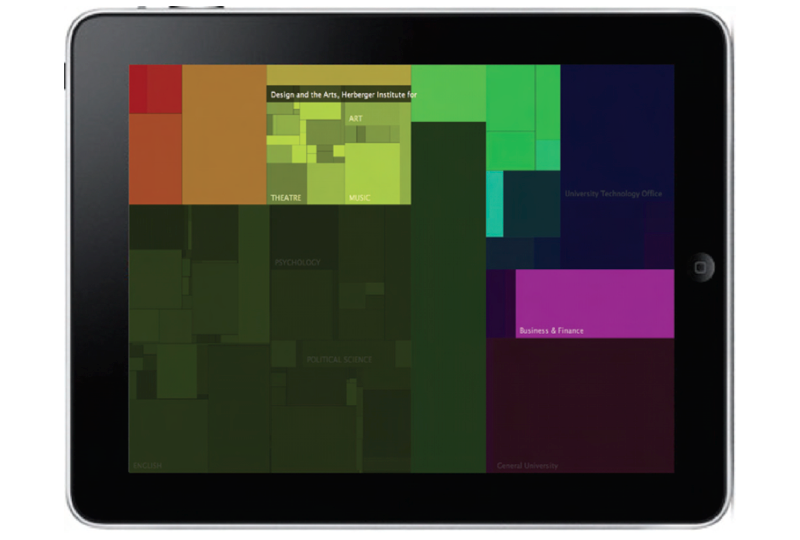 Design and the Arts, Herberger Institute for
ART
THEATRE
MUSIC
University Technology Office
PSYCHOLOGY
Business & Finance
POLITICAL SCIENCE
ENGLISH
General University